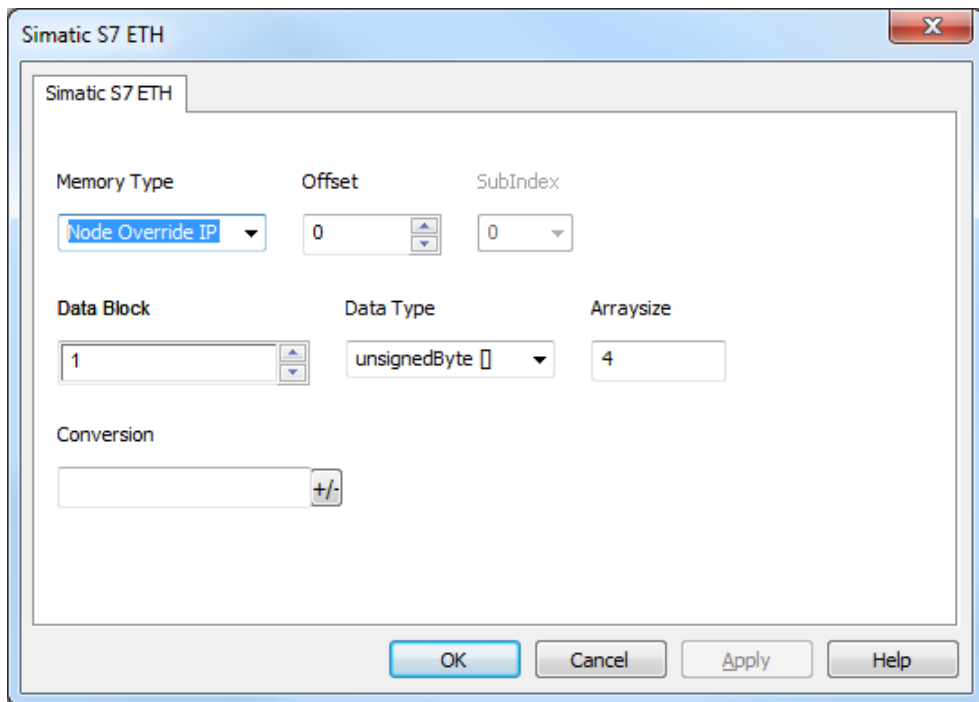 Simatic S7 ETH
Simatic S7 ETH
Memory Type Offset SubIndex
Node Override IP 0 0
Data Block Data Type Arraysize
1 unsignedByte [] 4
Conversion
+/-
OK Cancel Apply Help